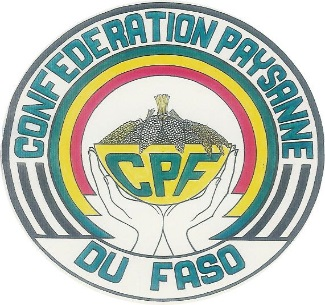 CONFEDERATION PAYSANNE
CPF
DU FASO